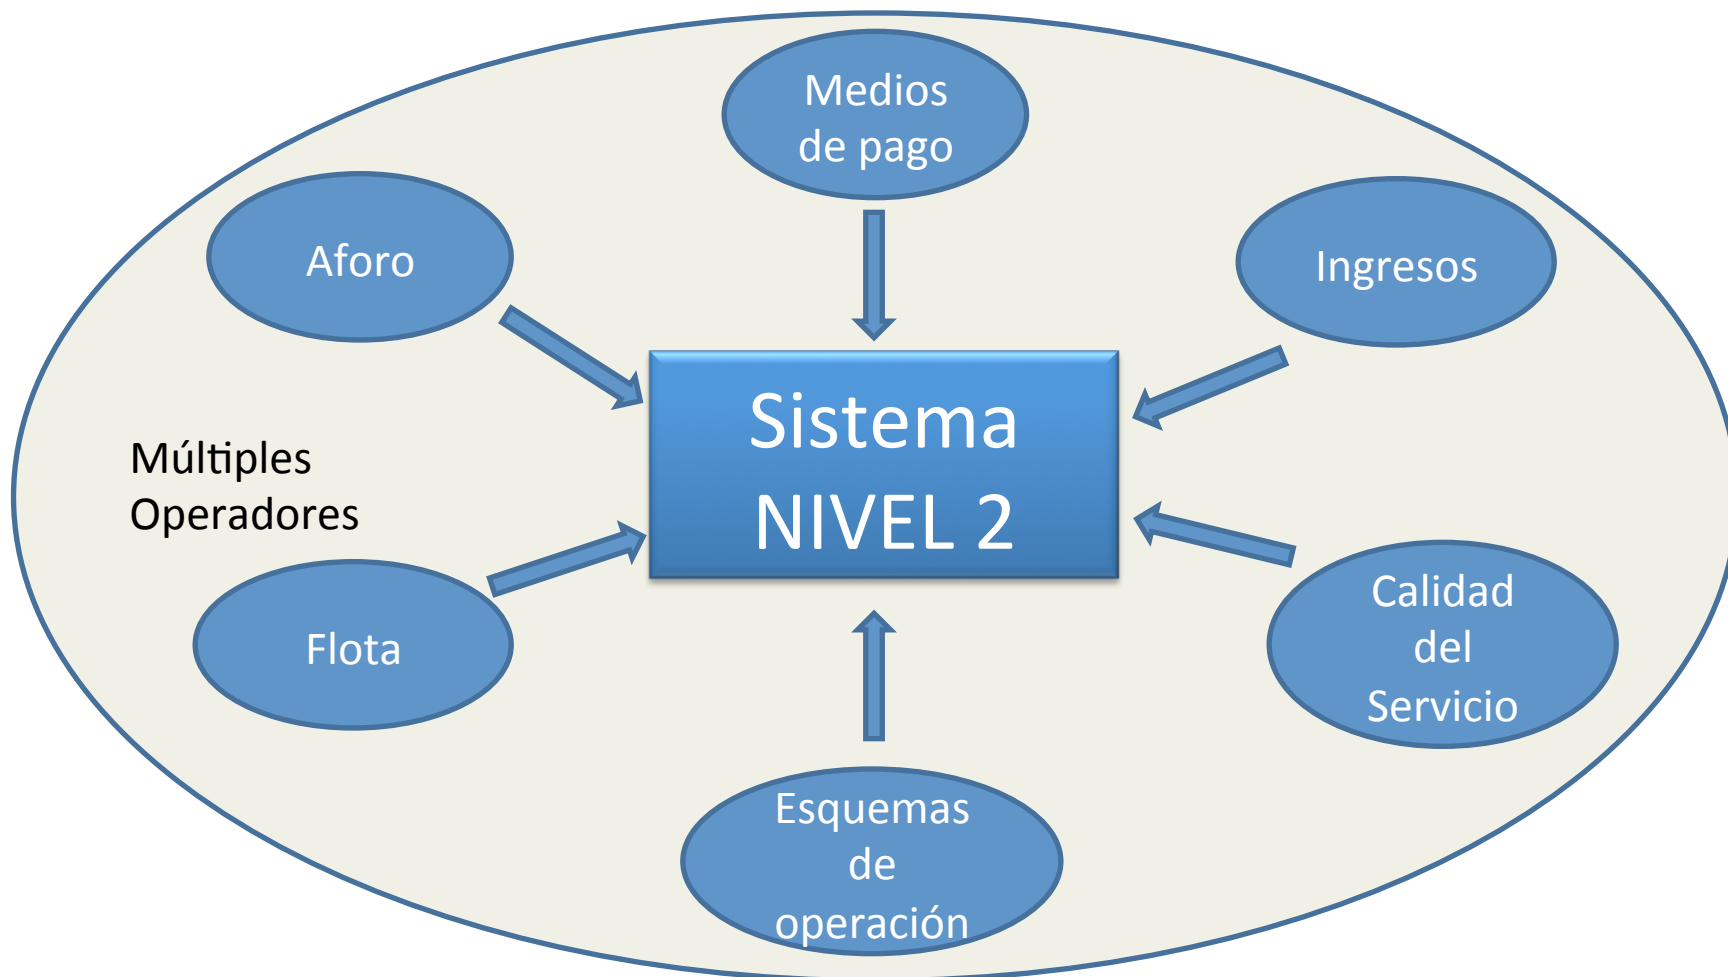 Medios
de pago
Aforo
Ingresos
Sistema
NIVEL 2
Múltiples
Operadores
Flota
Calidad
del
Servicio
Esquemas
de
operación